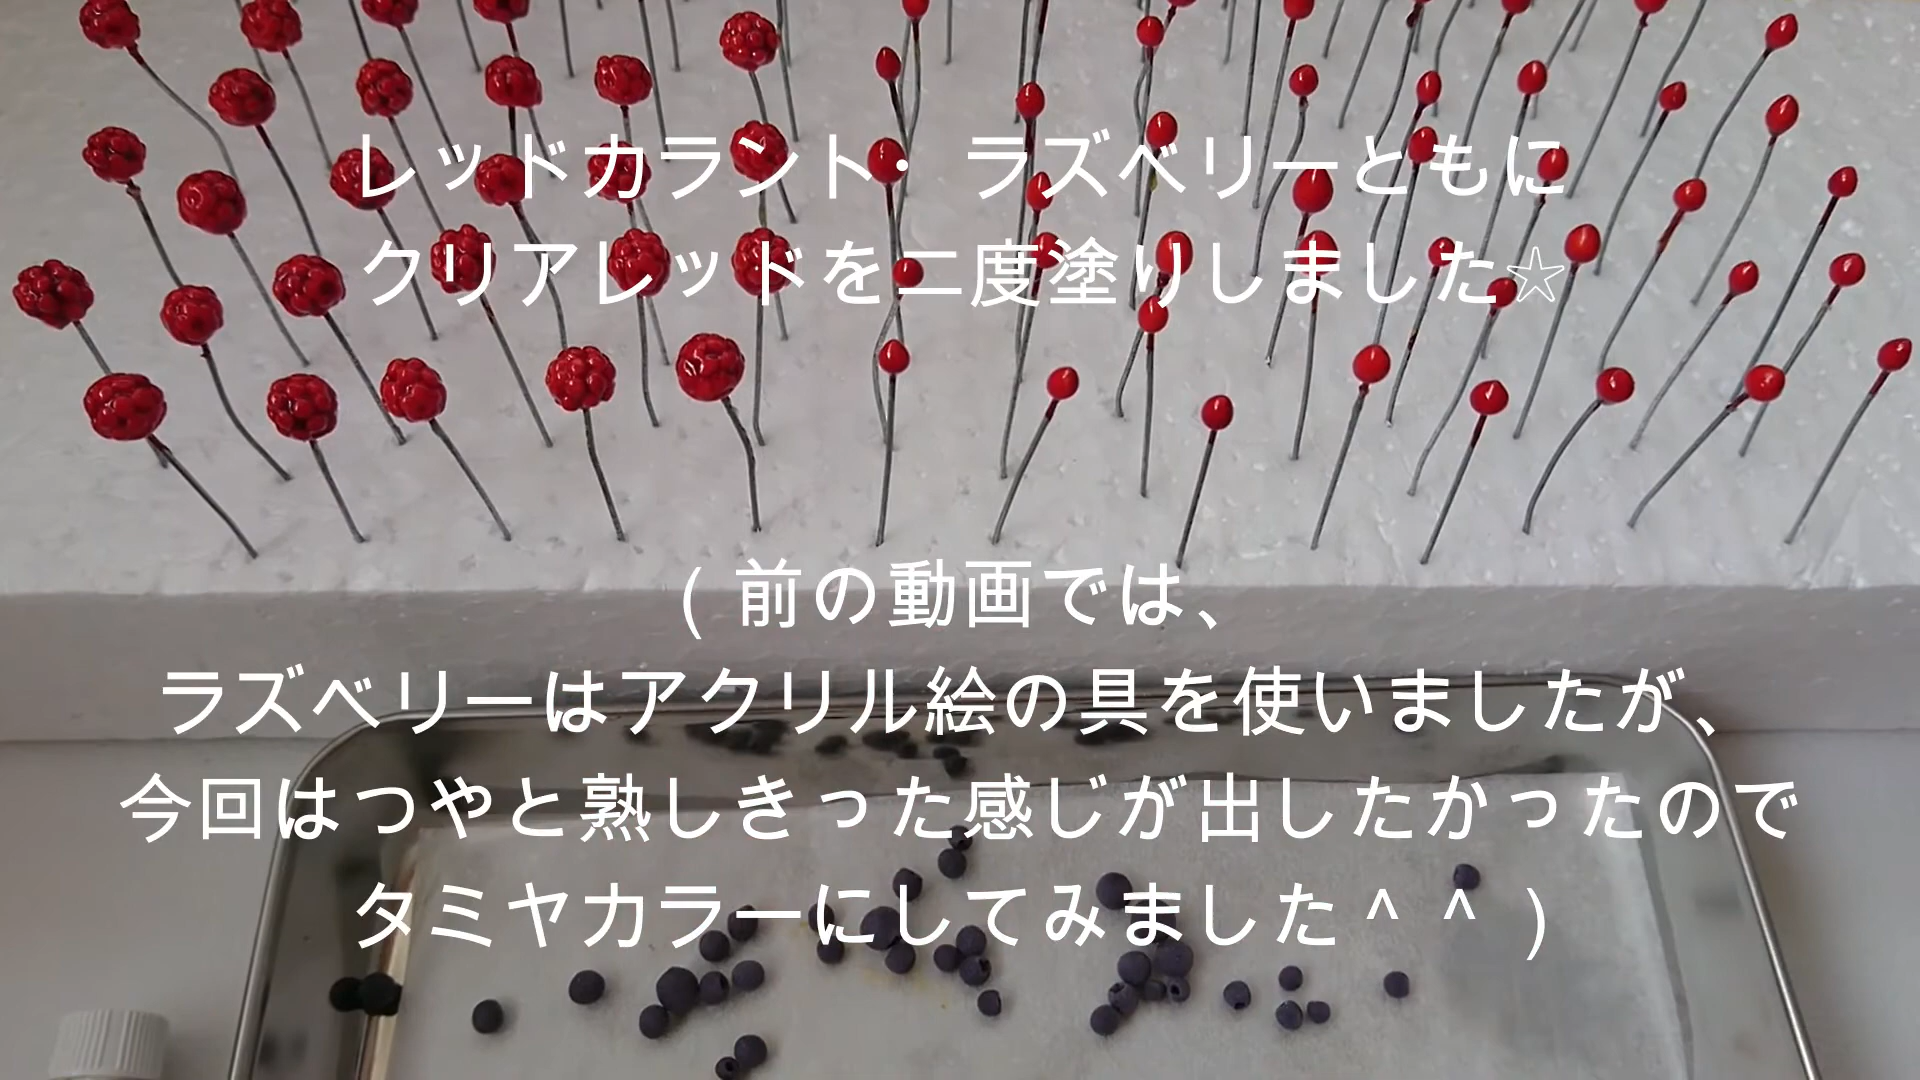 レッドカラント・ラズベリーともに
クリアレッドを二度塗りしました☆
(前の動画では、
ラズベリーはアクリル絵の具を使いましたが、
今回はつやと熟しきった感じが出したかったので
タミヤカラーにしてみました^ ^)